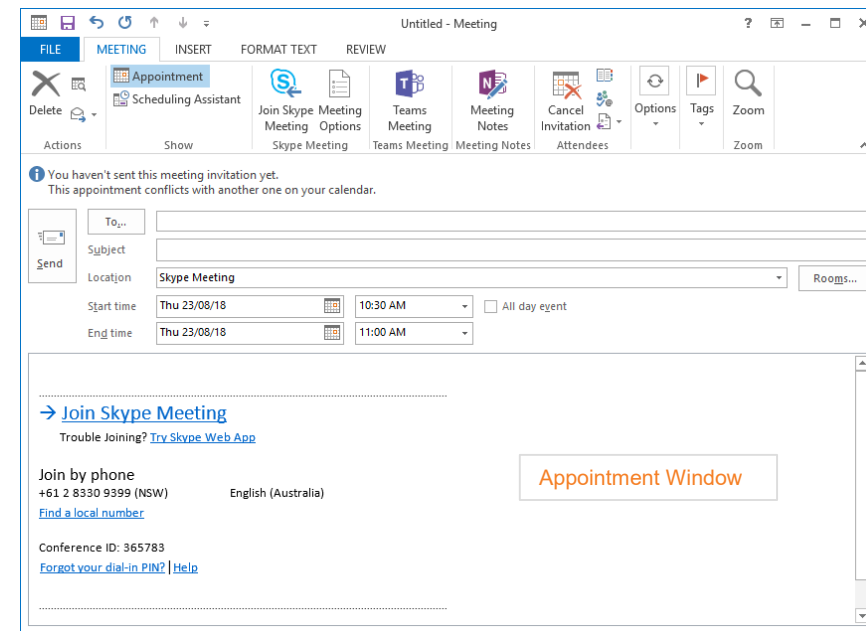 Untitled - Meeting
FILE MEETING INSERT FORMAT TEXT REVIEW
Delete
Appointment
Scheduling Assistant
Join Skype Meeting
Meeting Options
Teams Meeting
Meeting Notes
Cancel Invitation
Options
Tags
Zoom
Actions Show Skype Meeting Teams Meeting Meeting Notes Attendees Zoom
You haven't sent this meeting invitation yet.
This appointment conflicts with another one on your calendar.
Send
To...
Subject
Location Skype Meeting Rooms...
Start time Thu 23/08/18 10:30 AM All day event
End time Thu 23/08/18 11:00 AM
→ Join Skype Meeting
Trouble Joining? Try Skype Web App
Appointment Window
Join by phone
+61 2 8330 9399 (NSW) English (Australia)
Find a local number
Conference ID: 365783
Forgot your dial-in PIN? | Help